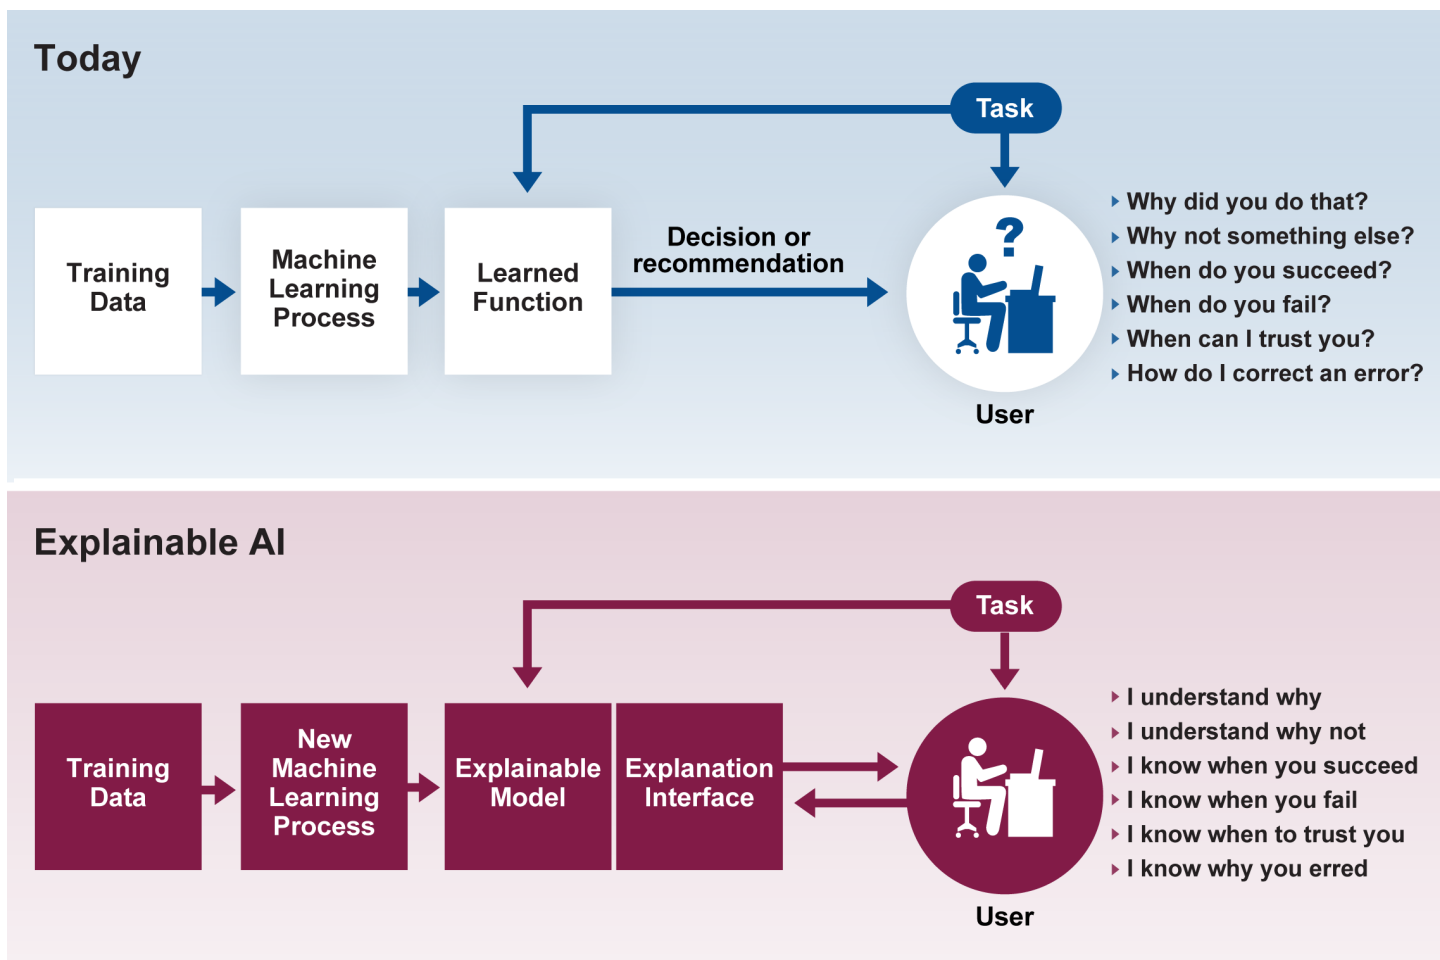 Today
Task
Training
Data
Machine
Learning
Process
Learned
Function
Decision or
recommendation
?
User
Why did you do that?
Why not something else?
When do you succeed?
When do you fail?
When can I trust you?
How do I correct an error?
Explainable AI
Task
Training
Data
New
Machine
Learning
Process
Explainable
Model
Explanation
Interface
User
I understand why
I understand why not
I know when you succeed
I know when you fail
I know when to trust you
I know why you erred